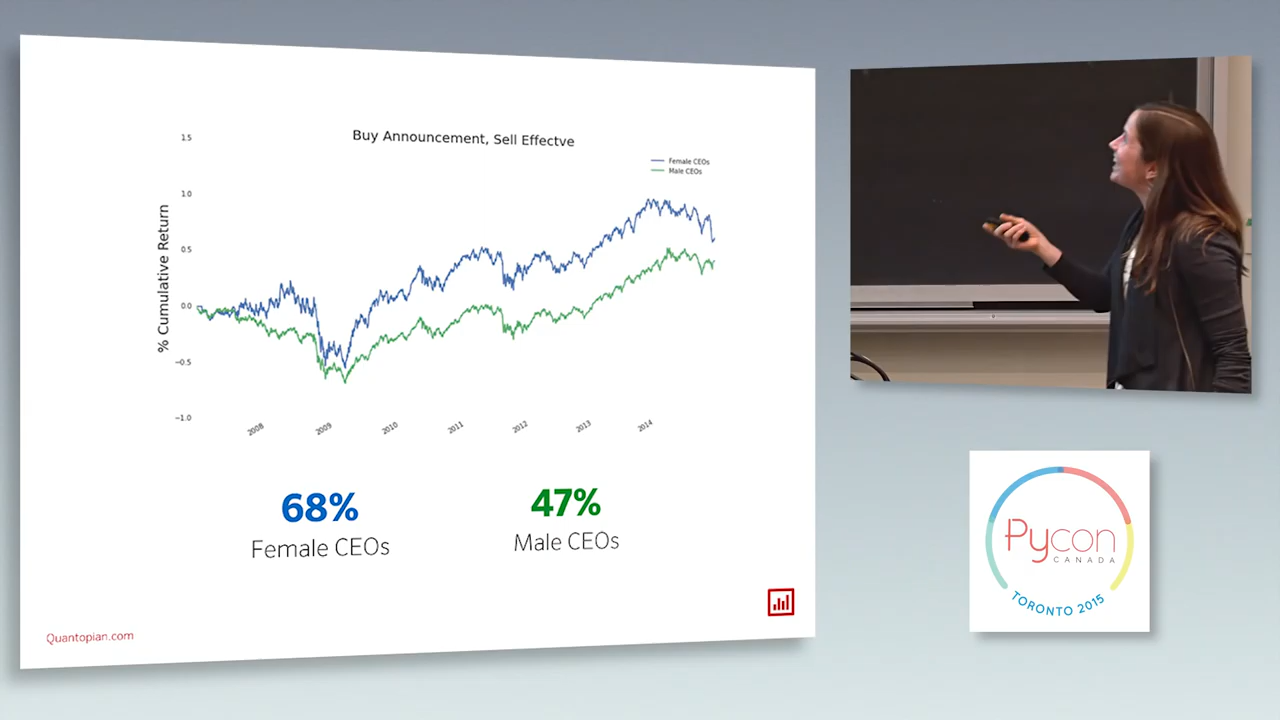 Buy Announcement, Sell Effectve
% Cumulative Return
1.5
1.0
0.5
0.0
−0.5
−1.0
Female CEOs
Male CEOs
2008
2009
2010
2011
2012
2013
2014
68%
Female CEOs
47%
Male CEOs
Quantopian.com
Pycon
CANADA
TORONTO 2015